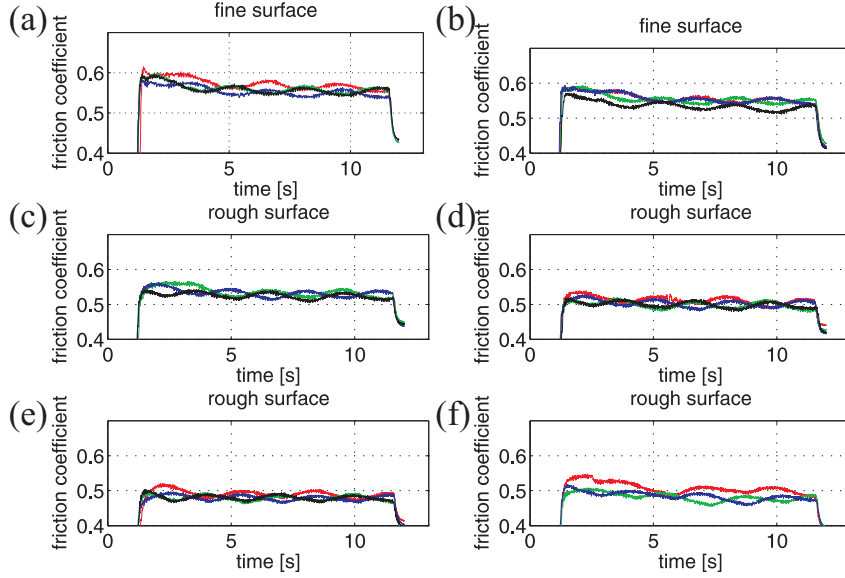 (a)
fine surface
friction coefficient
0.6
0.5
0.4
0
5
10
time [s]
(b)
fine surface
friction coefficient
0.6
0.5
0.4
0
5
10
time [s]
(c)
rough surface
friction coefficient
0.6
0.5
0.4
0
5
10
time [s]
(d)
rough surface
friction coefficient
0.6
0.5
0.4
0
5
10
time [s]
(e)
rough surface
friction coefficient
0.6
0.5
0.4
0
5
10
time [s]
(f)
rough surface
friction coefficient
0.6
0.5
0.4
0
5
10
time [s]